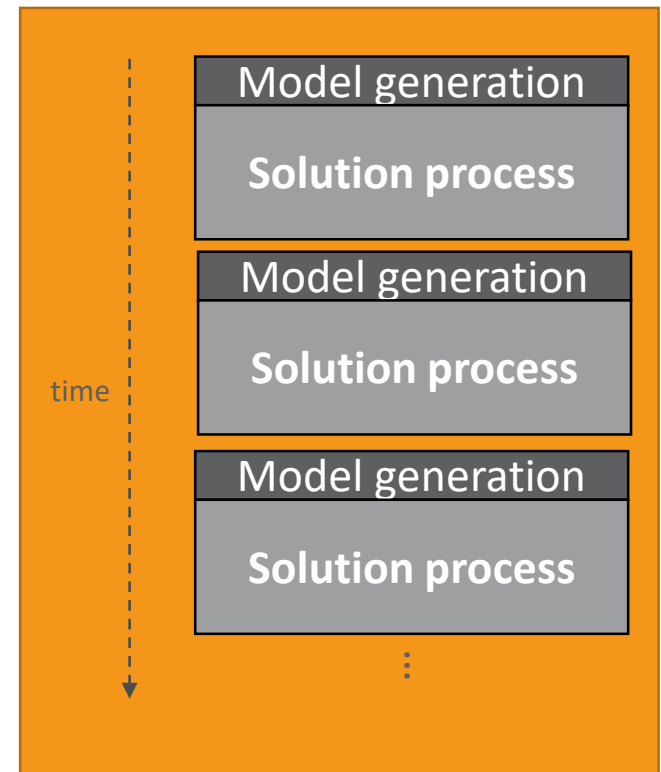 Model generation
Solution process
Model generation
Solution process
time
Model generation
Solution process
⋮